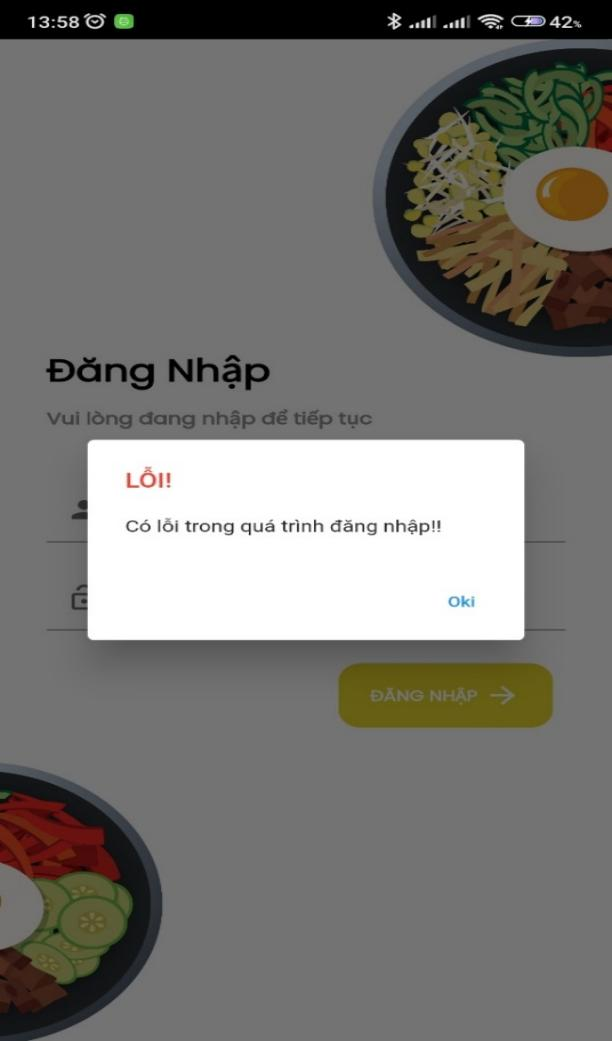 13:58
42%
Đăng Nhập
Vui lòng đang nhập để tiếp tục
LỖI!
Có lỗi trong quá trình đăng nhập!!
Oki
ĐĂNG NHẬP